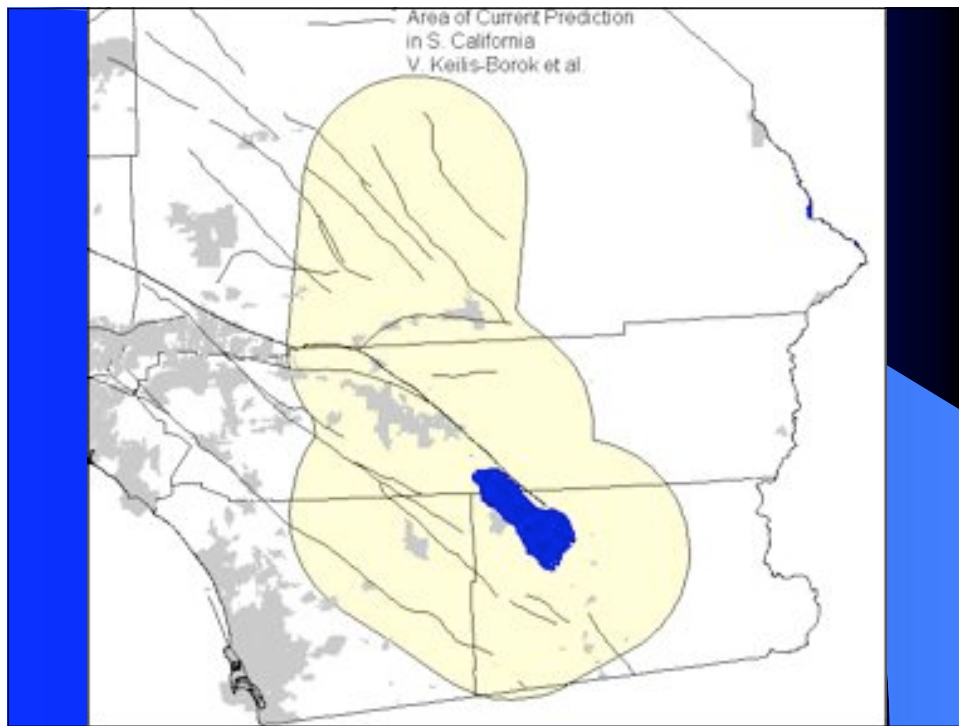 Area of Current Prediction
in S. California
V. Keilis-Borok et al.